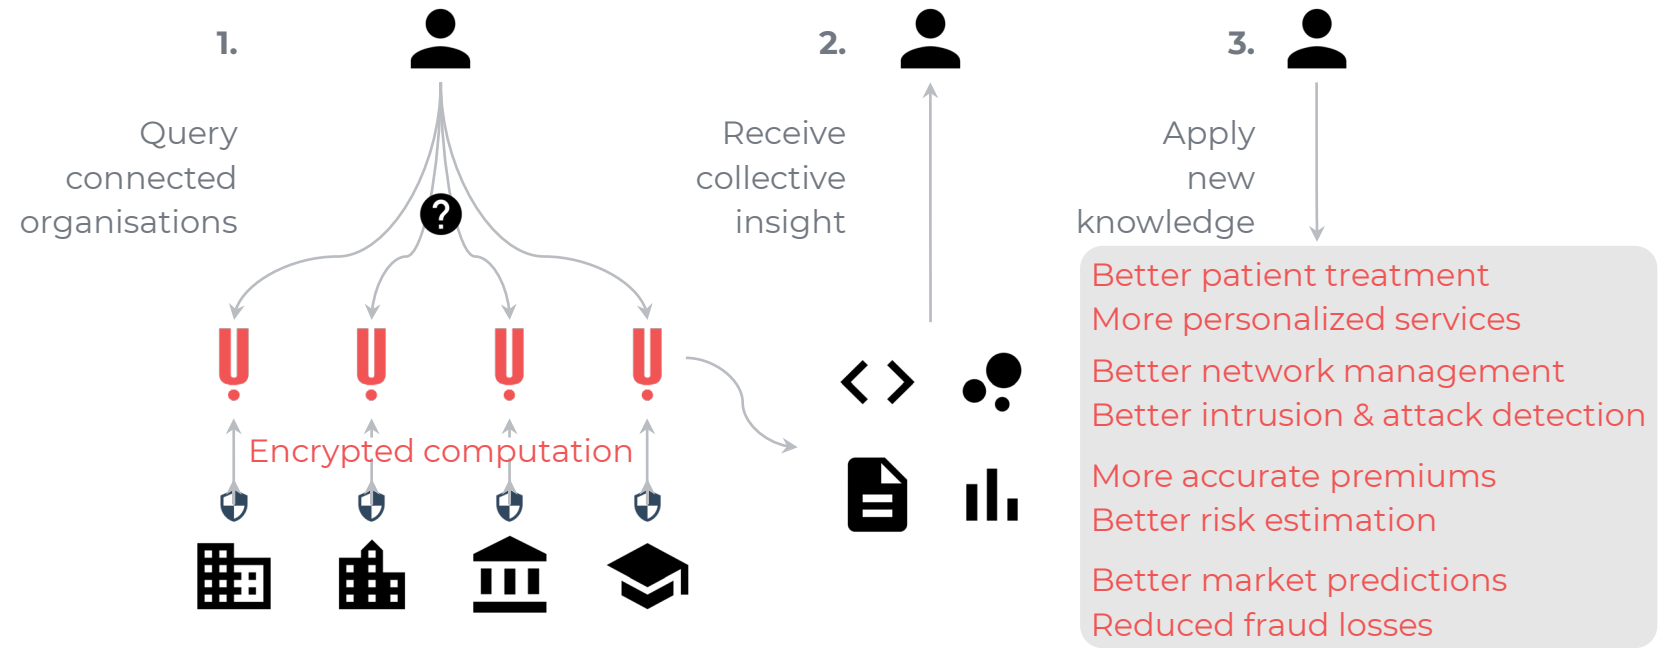 1.
Query
connected
organisations
?
Encrypted computation
2.
Receive
collective
insight
3.
Apply
new
knowledge
Better patient treatment
More personalized services
Better network management
Better intrusion & attack detection
More accurate premiums
Better risk estimation
Better market predictions
Reduced fraud losses